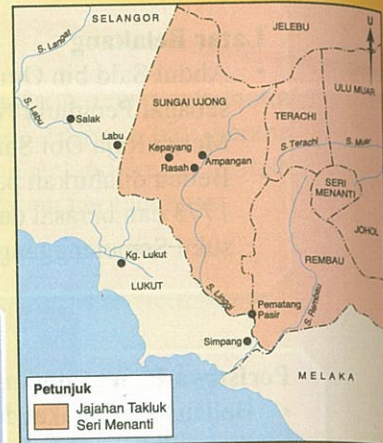 SELANGOR
JELEBU
U
S. Langat
SUNGAI UJONG
ULU MUAR
S. Labu
TERACHI
Salak
Labu
Kepayang
Ampangan
Rasah
S. Terachi
S. Muar
SERI
MENANTI
JOHOL
Kg. Lukut
LUKUT
S. Linggi
REMBAU
S. Rembau
Pematang
Pasir
Simpang
MELAKA
Petunjuk
Jajahan Takluk
Seri Menanti